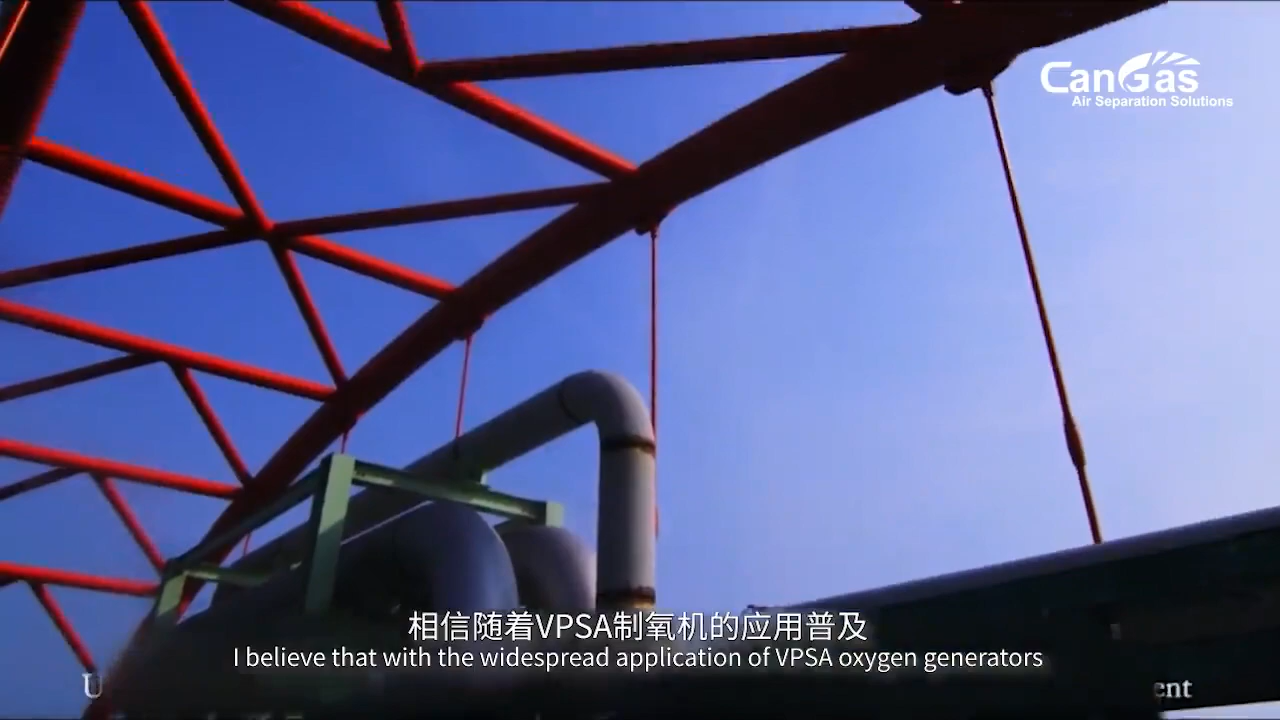 CanGas
Air Separation Solutions
相信随着VPSA制氧机的应用普及
I believe that with the widespread application of VPSA oxygen generators